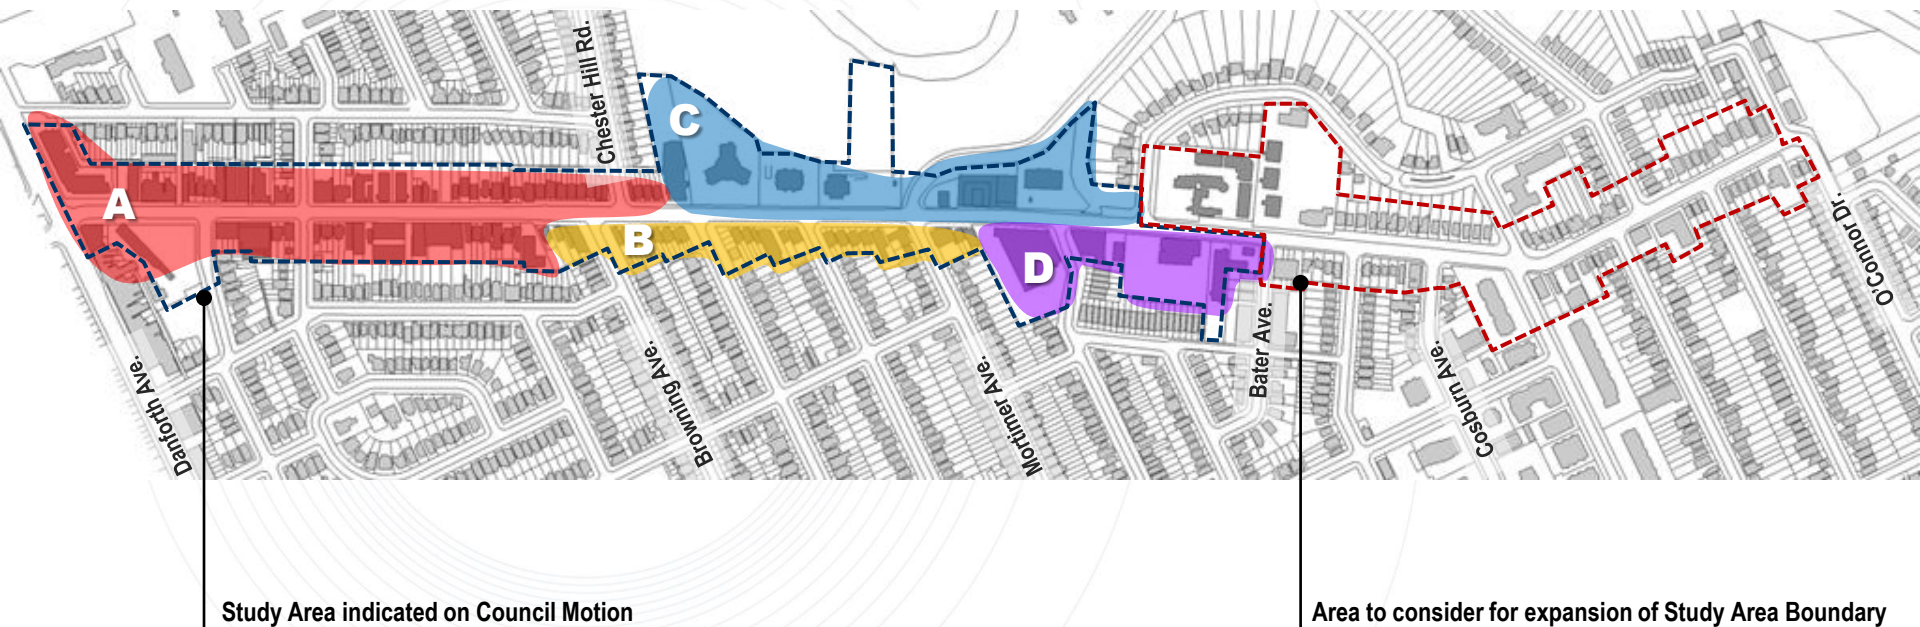 Chester Hill Rd.
C
A
B
D
O'Connor Dr.
Danforth Ave.
Browning Ave.
Mortimer Ave.
Bater Ave.
Cosburn Ave.
Study Area indicated on Council Motion
Area to consider for expansion of Study Area Boundary